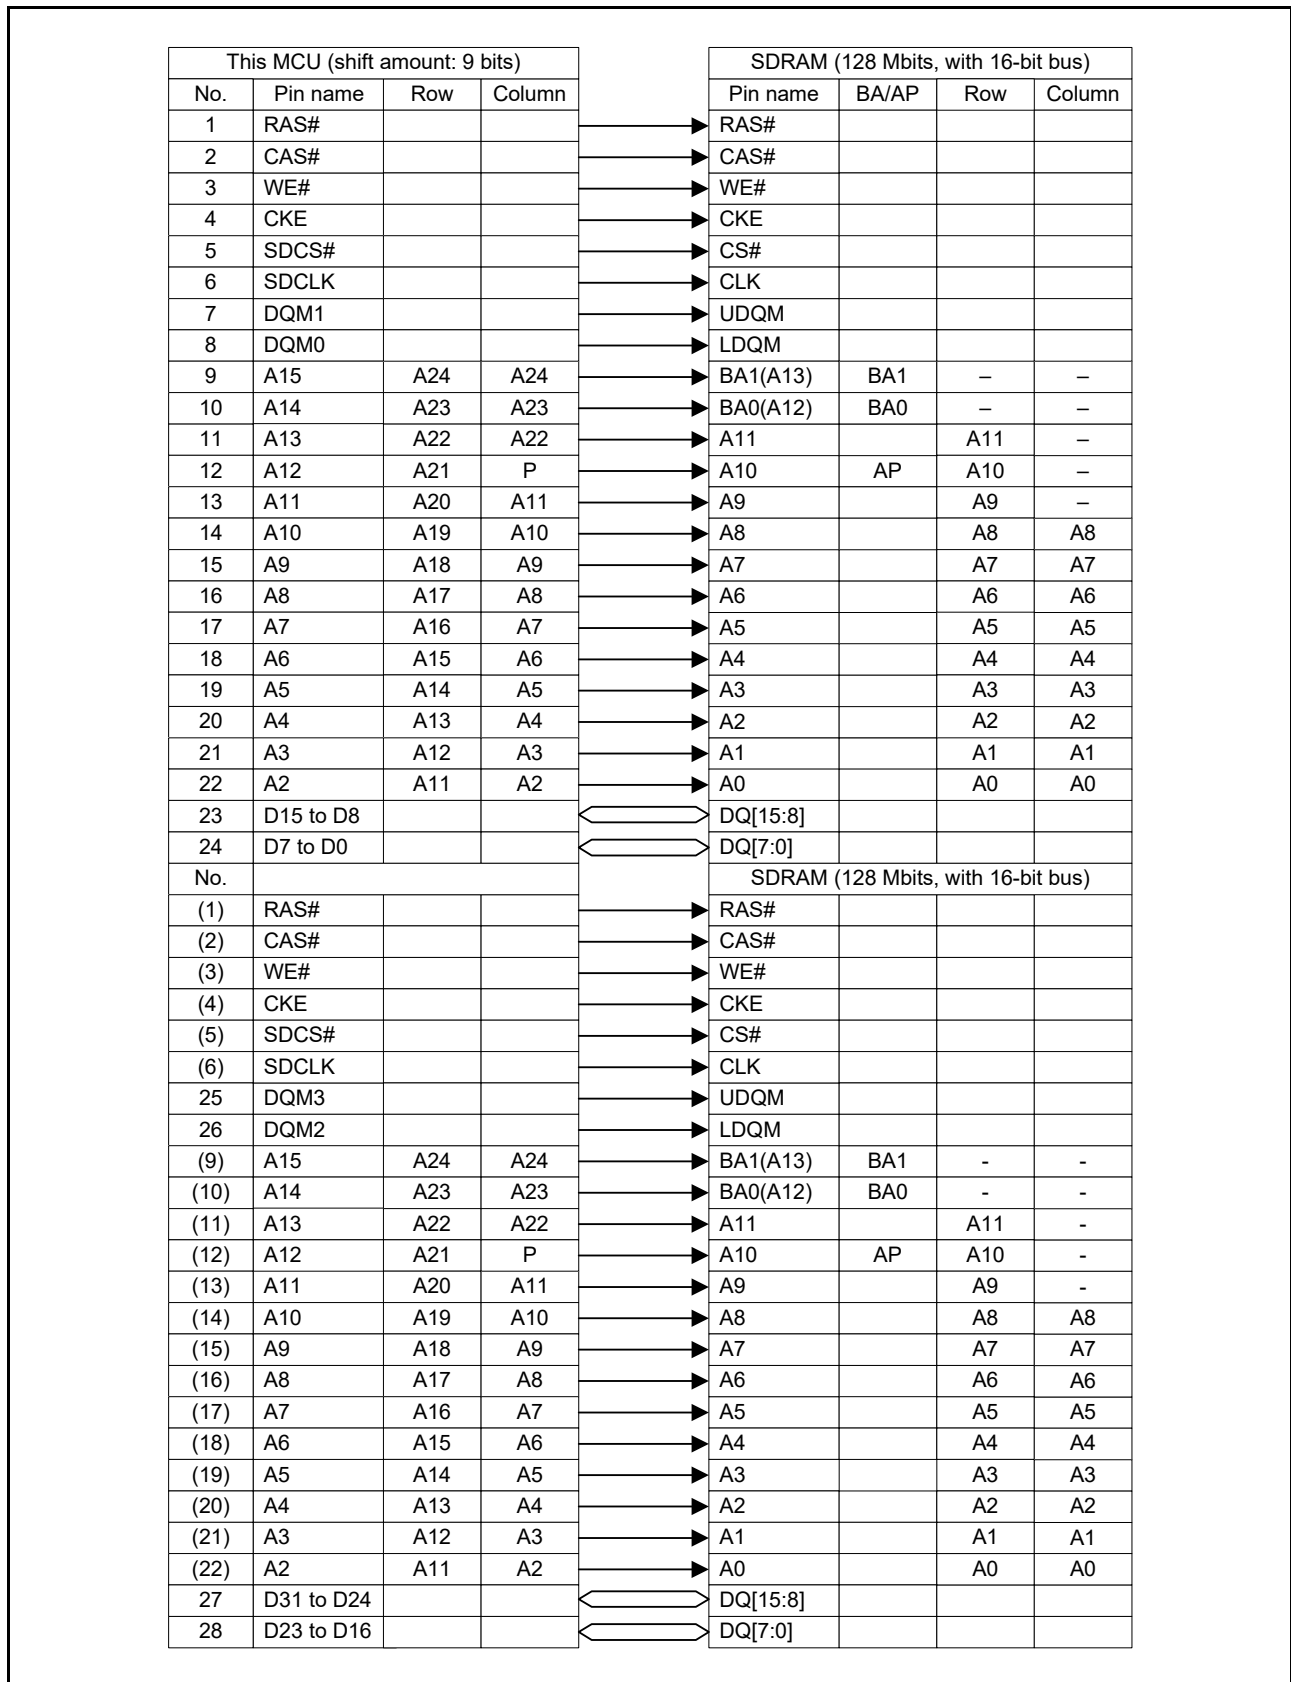 This MCU (shift amount: 9 bits) SDRAM (128 Mbits, with 16-bit bus)
No. Pin name Row Column Pin name BA/AP Row Column
1 RAS# RAS#
2 CAS# CAS#
3 WE# WE#
4 CKE CKE
5 SDCS# CS#
6 SDCLK CLK
7 DQM1 UDQM
8 DQM0 LDQM
9 A15 A24 A24 BA1(A13) BA1 – –
10 A14 A23 A23 BA0(A12) BA0 – –
11 A13 A22 A22 A11 A11 –
12 A12 A21 P A10 AP A10 –
13 A11 A20 A11 A9 A9 –
14 A10 A19 A10 A8 A8 A8
15 A9 A18 A9 A7 A7 A7
16 A8 A17 A8 A6 A6 A6
17 A7 A16 A7 A5 A5 A5
18 A6 A15 A6 A4 A4 A4
19 A5 A14 A5 A3 A3 A3
20 A4 A13 A4 A2 A2 A2
21 A3 A12 A3 A1 A1 A1
22 A2 A11 A2 A0 A0 A0
23 D15 to D8 DQ[15:8]
24 D7 to D0 DQ[7:0]
No. SDRAM (128 Mbits, with 16-bit bus)
(1) RAS# RAS#
(2) CAS# CAS#
(3) WE# WE#
(4) CKE CKE
(5) SDCS# CS#
(6) SDCLK CLK
25 DQM3 UDQM
26 DQM2 LDQM
(9) A15 A24 A24 BA1(A13) BA1 - -
(10) A14 A23 A23 BA0(A12) BA0 - -
(11) A13 A22 A22 A11 A11 -
(12) A12 A21 P A10 AP A10 -
(13) A11 A20 A11 A9 A9 -
(14) A10 A19 A10 A8 A8 A8
(15) A9 A18 A9 A7 A7 A7
(16) A8 A17 A8 A6 A6 A6
(17) A7 A16 A7 A5 A5 A5
(18) A6 A15 A6 A4 A4 A4
(19) A5 A14 A5 A3 A3 A3
(20) A4 A13 A4 A2 A2 A2
(21) A3 A12 A3 A1 A1 A1
(22) A2 A11 A2 A0 A0 A0
27 D31 to D24 DQ[15:8]
28 D23 to D16 DQ[7:0]